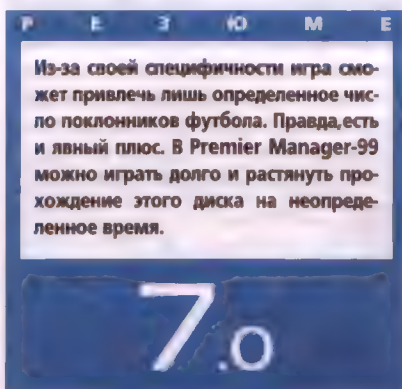 Р Е З Ю М Е
Из-за своей специфичности игра смо-
жет привлечь лишь определенное чис-
ло поклонников футбола. Правда,есть
и явный плюс. В Premier Manager-99
можно играть долго и растянуть про-
хождение этого диска на неопреде-
ленное время.
7.0